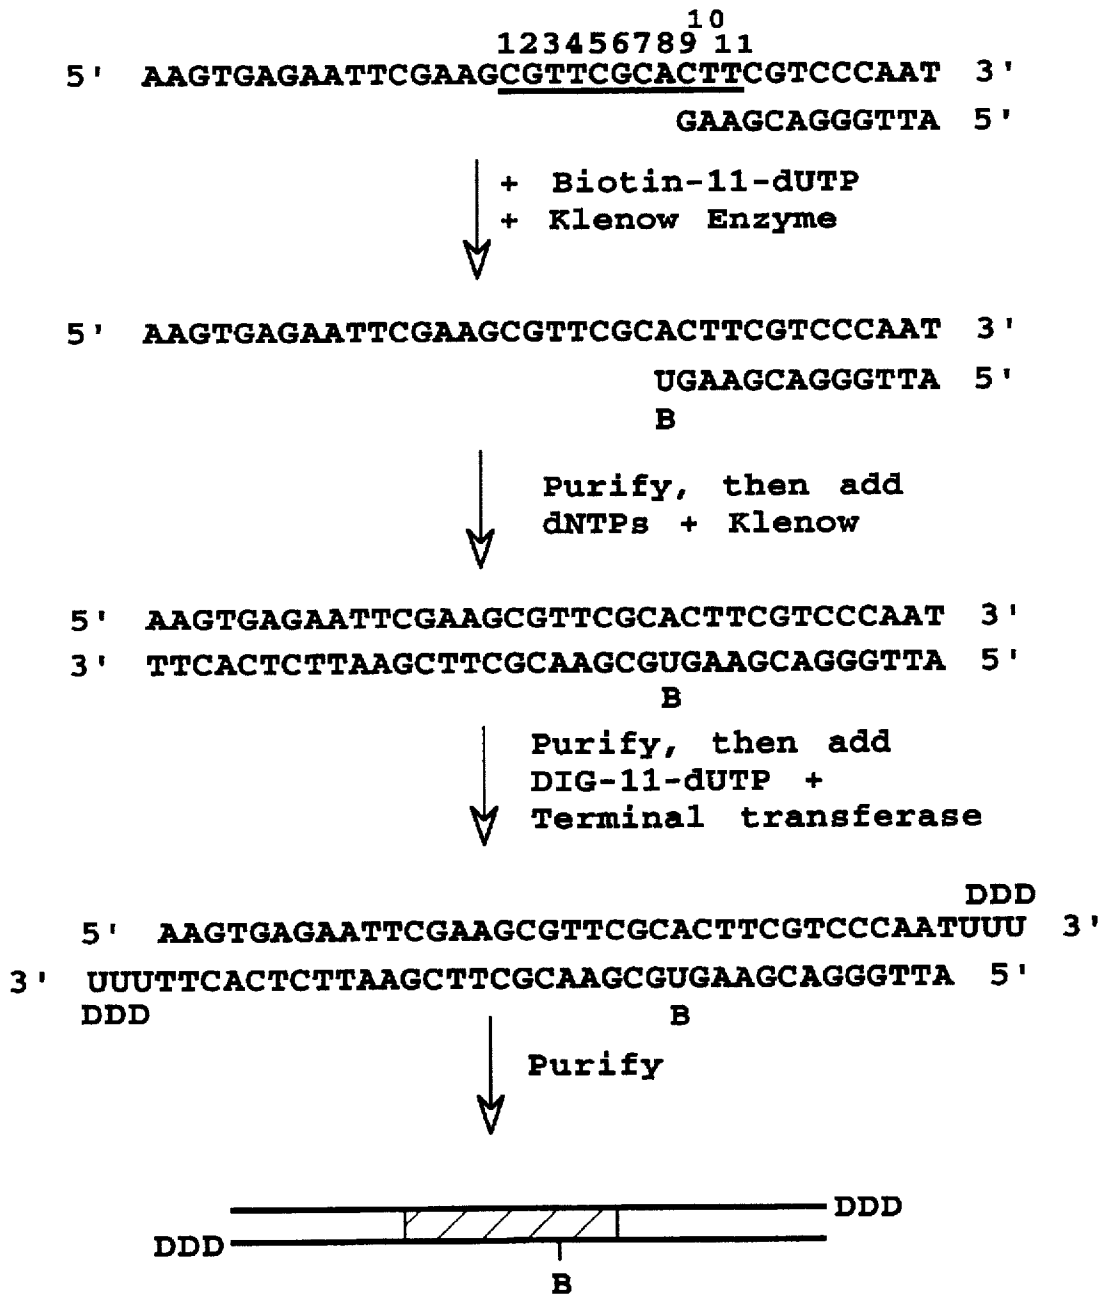 10
123456789 11
5' AAGTGAGAATTCGAAGCGTTCGCACTTCGTCCCAAT 3'
GAAGCAGGGTTA 5'
+ Biotin-11-dUTP
+ Klenow Enzyme
5' AAGTGAGAATTCGAAGCGTTCGCACTTCGTCCCAAT 3'
UGAAGCAGGGTTA 5'
B
Purify, then add
dNTPs + Klenow
5' AAGTGAGAATTCGAAGCGTTCGCACTTCGTCCCAAT 3'
3' TTCACTCTTAAGCTTCGCAAGCGUGAAGCAGGGTTA 5'
B
Purify, then add
DIG-11-dUTP +
Terminal transferase
DDD
5' AAGTGAGAATTCGAAGCGTTCGCACTTCGTCCCAATUUU 3'
3' UUUTTCACTCTTAAGCTTCGCAAGCGUGAAGCAGGGTTA 5'
DDD B
Purify
DDD
DDD
B